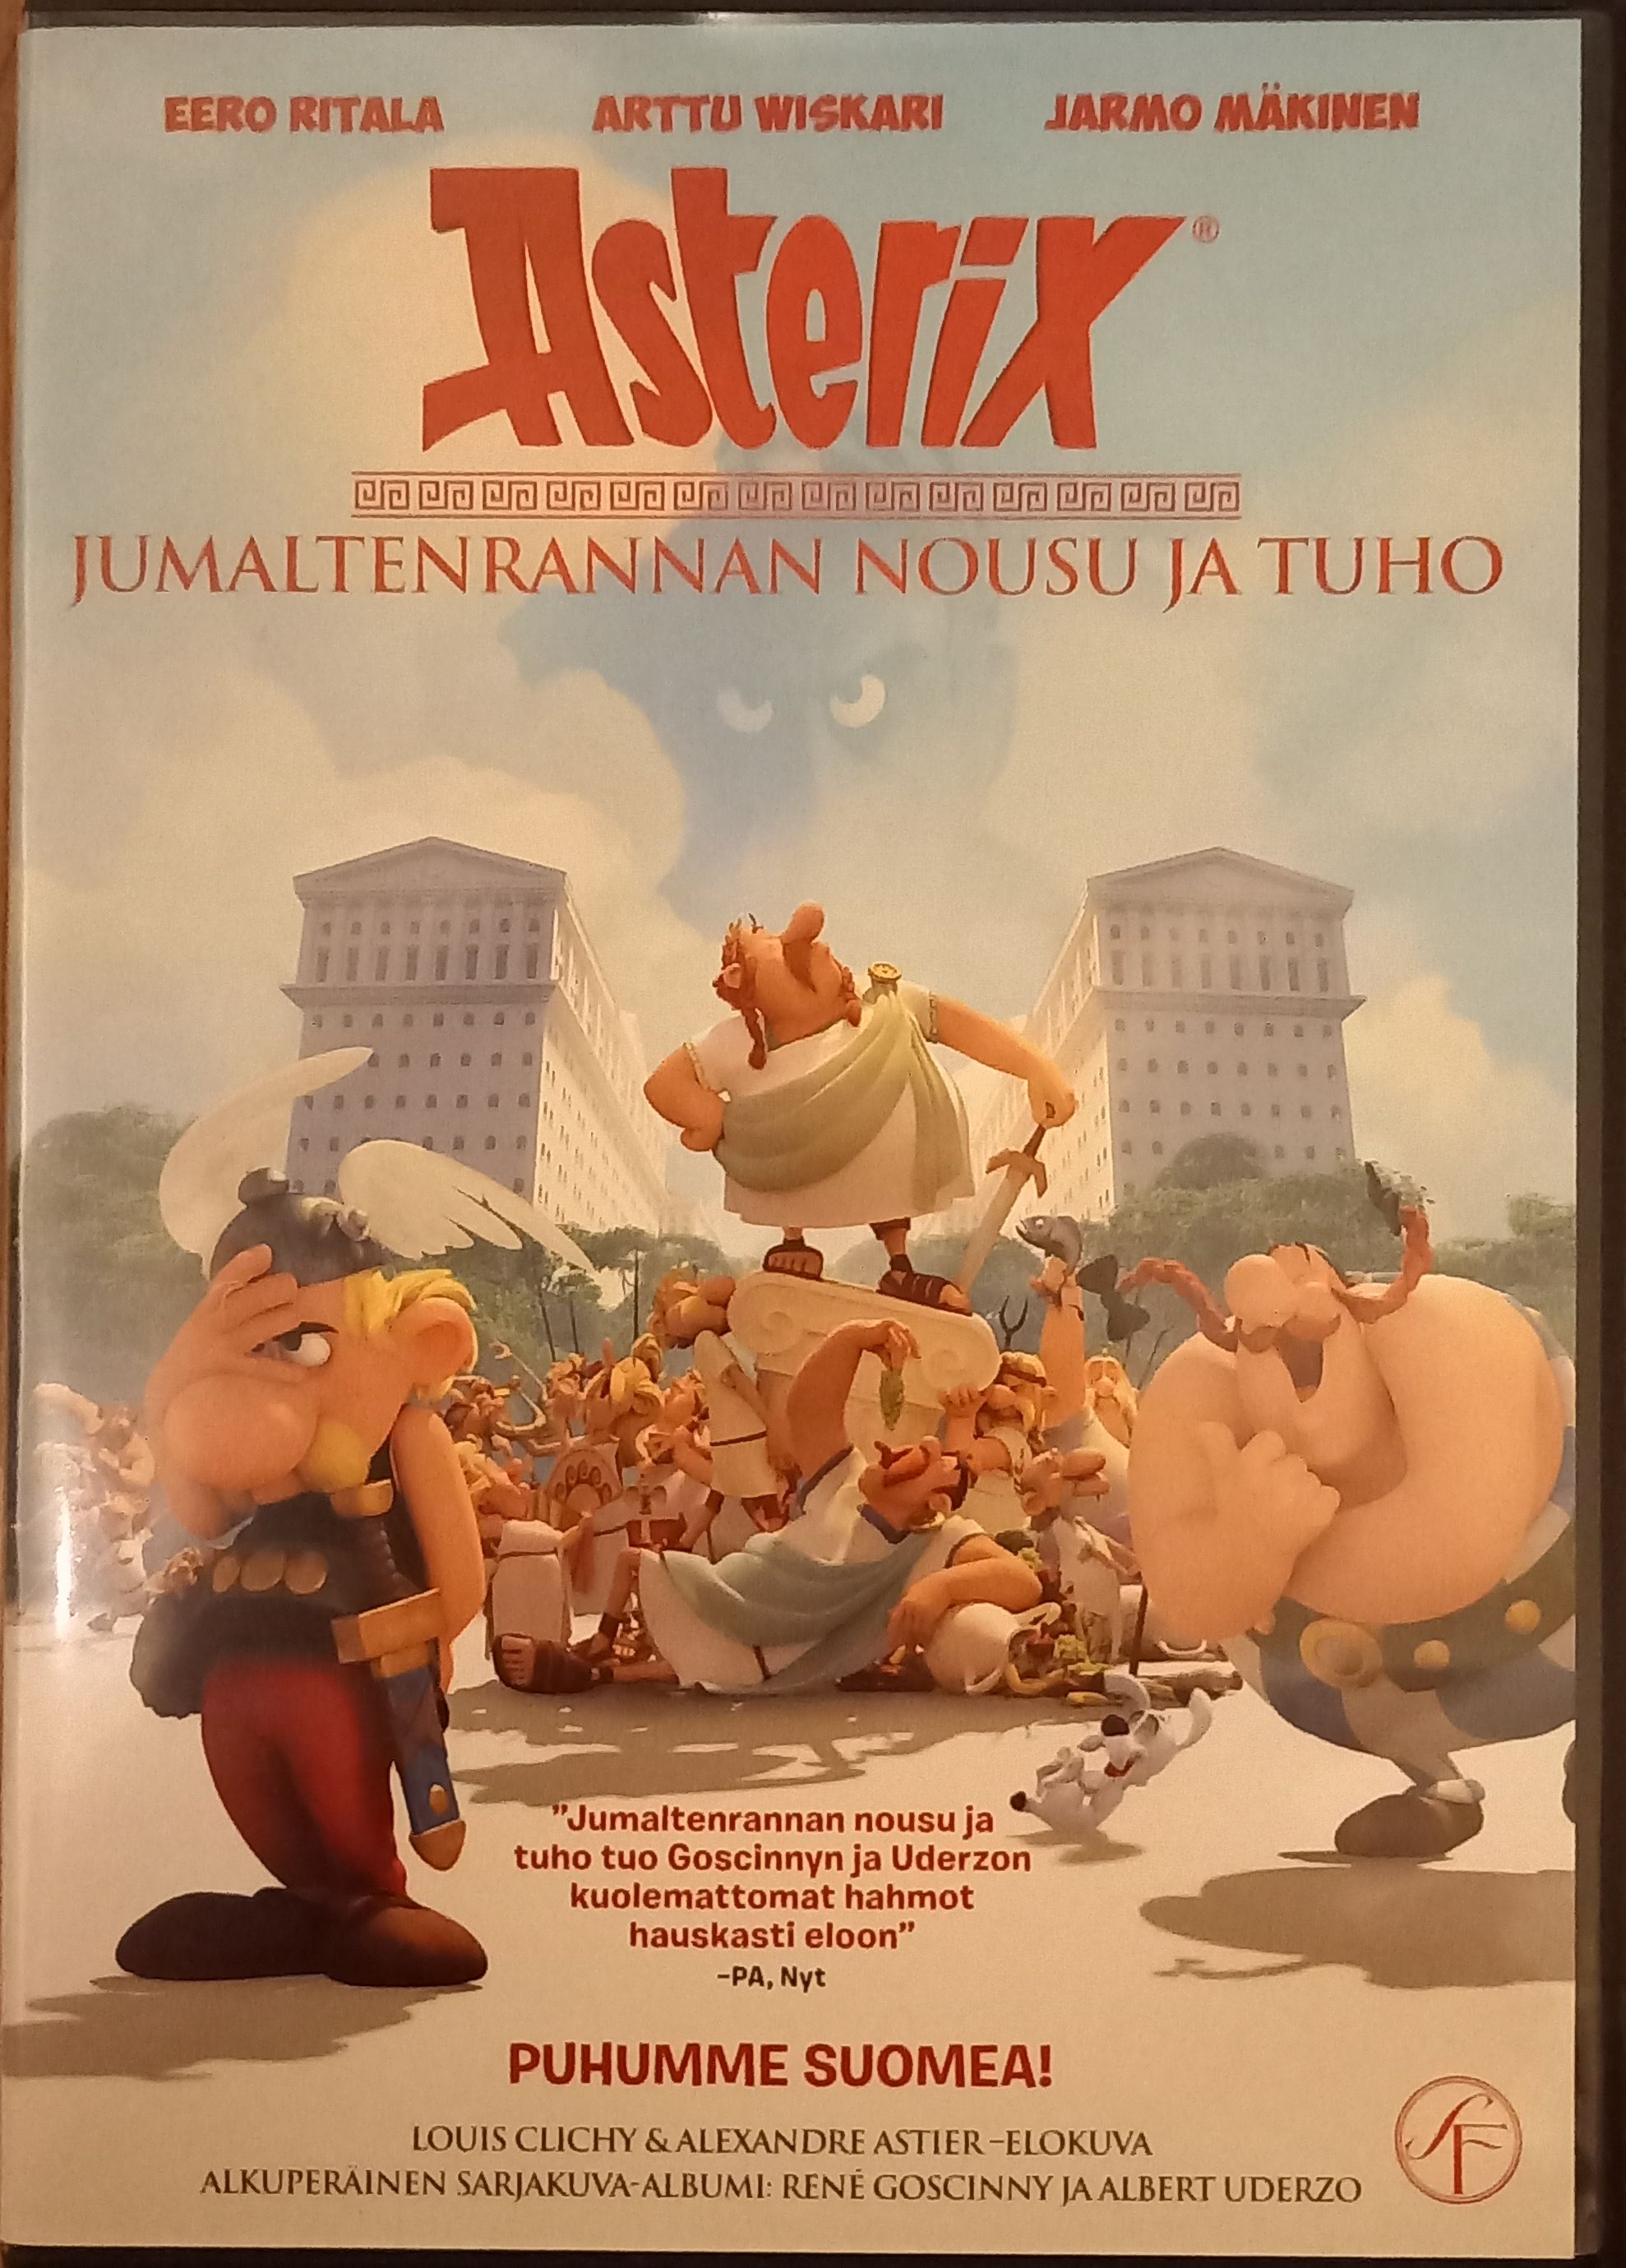 EERO RITALA ARTTU WISKARI JARMO MÄKINEN
Asterix®
JUMALTENRANNAN NOUSU JA TUHO
"Jumaltenrannan nousu ja
tuho tuo Goscinnyn ja Uderzon
kuolemattomat hahmot
hauskasti eloon"
-PA, Nyt
PUHUMME SUOMEA!
LOUIS CLICHY & ALEXANDRE ASTIER -ELOKUVA
ALKUPERÄINEN SARJAKUVA-ALBUMI: RENÉ GOSCINNY JA ALBERT UDERZO
SF